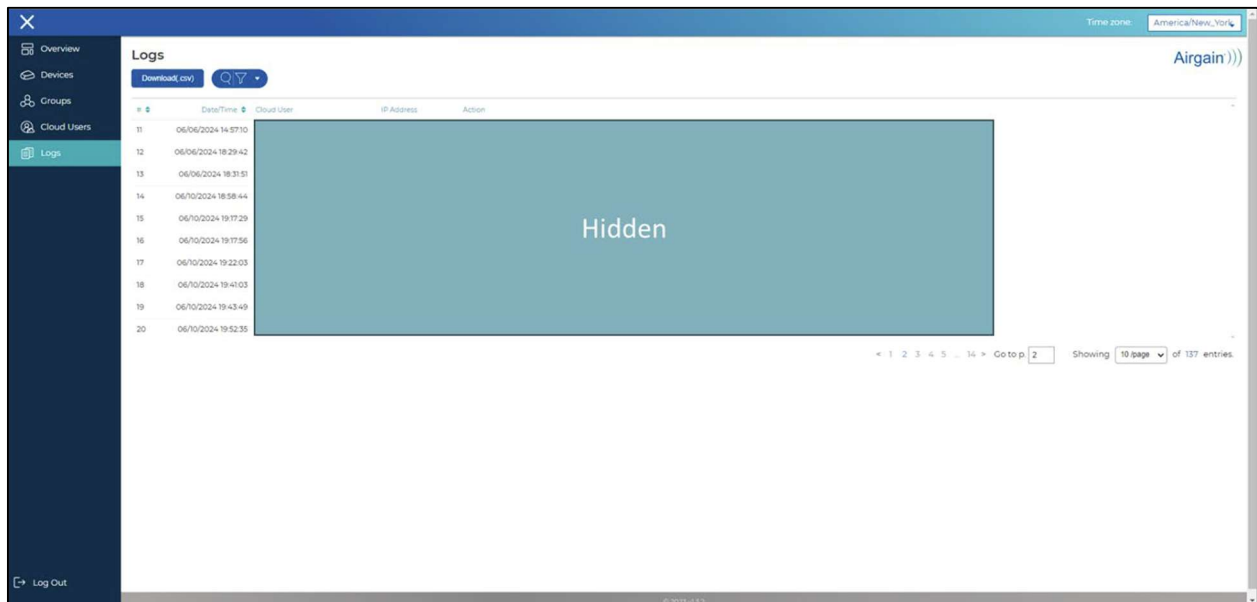 Time zone: America/New_York
Overview
Devices
Groups
Cloud Users
Logs
Log Out
Logs
Airgain)))
Download(.csv)
# Date/Time Cloud User IP Address Action
11 06/06/2024 14:57:10
12 06/06/2024 18:29:42
13 06/06/2024 18:31:51
14 06/10/2024 18:58:44
15 06/10/2024 19:17:29
16 06/10/2024 19:17:56
17 06/10/2024 19:22:03
18 06/10/2024 19:41:03
19 06/10/2024 19:43:49
20 06/10/2024 19:52:35
Hidden
< 1 2 3 4 5 ... 14 > Go to p. 2 Showing 10 /page of 137 entries.